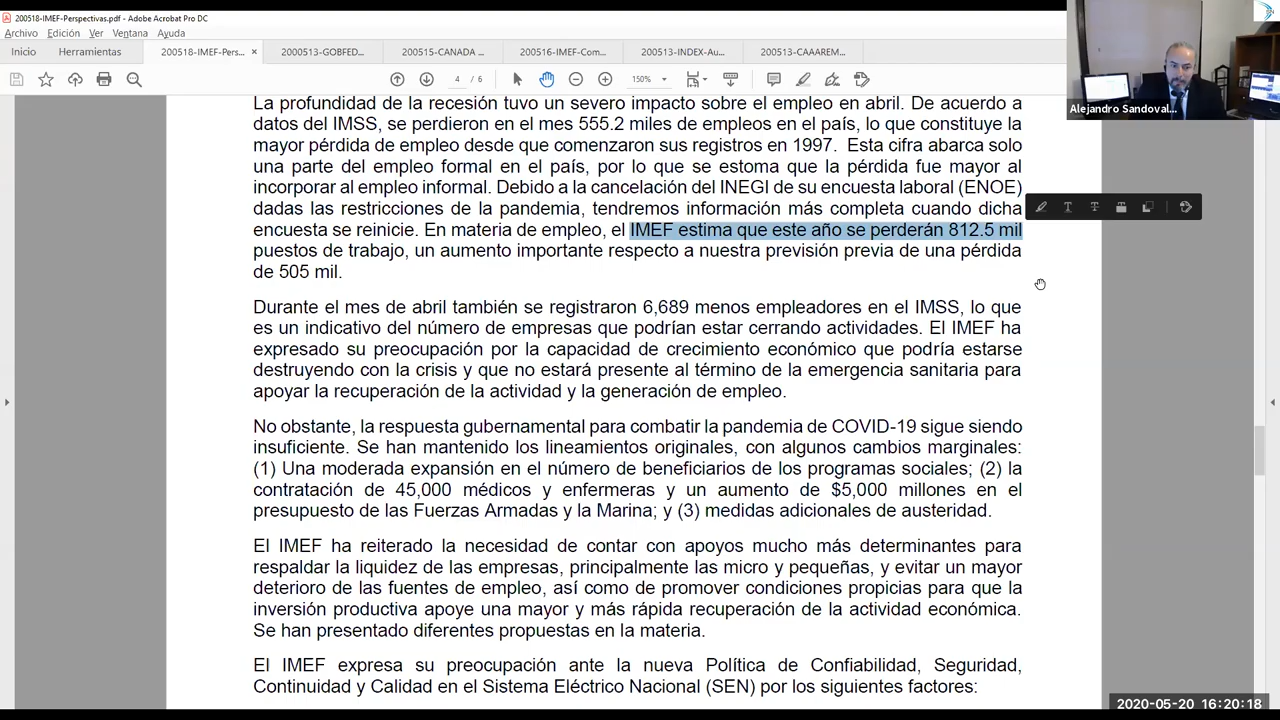 200518-IMEF-Perspectivas.pdf - Adobe Acrobat Pro DC
Archivo Edición Ver Ventana Ayuda
Inicio Herramientas 200518-IMEF-Pers... × 200513-GOBFED... 200515-CANADA ... 200516-IMEF-Com... 200513-INDEX-Au... 200513-CAAAREM...
4 / 6 150%
Alejandro Sandoval...
La profundidad de la recesión tuvo un severo impacto sobre el empleo en abril. De acuerdo a
datos del IMSS, se perdieron en el mes 555.2 miles de empleos en el país, lo que constituye la
mayor pérdida de empleo desde que comenzaron sus registros en 1997. Esta cifra abarca solo
una parte del empleo formal en el país, por lo que se estoma que la pérdida fue mayor al
incorporar al empleo informal. Debido a la cancelación del INEGI de su encuesta laboral (ENOE)
dadas las restricciones de la pandemia, tendremos información más completa cuando dicha
encuesta se reinicie. En materia de empleo, el IMEF estima que este año se perderán 812.5 mil
puestos de trabajo, un aumento importante respecto a nuestra previsión previa de una pérdida
de 505 mil.
Durante el mes de abril también se registraron 6,689 menos empleadores en el IMSS, lo que
es un indicativo del número de empresas que podrían estar cerrando actividades. El IMEF ha
expresado su preocupación por la capacidad de crecimiento económico que podría estarse
destruyendo con la crisis y que no estará presente al término de la emergencia sanitaria para
apoyar la recuperación de la actividad y la generación de empleo.
No obstante, la respuesta gubernamental para combatir la pandemia de COVID-19 sigue siendo
insuficiente. Se han mantenido los lineamientos originales, con algunos cambios marginales:
(1) Una moderada expansión en el número de beneficiarios de los programas sociales; (2) la
contratación de 45,000 médicos y enfermeras y un aumento de $5,000 millones en el
presupuesto de las Fuerzas Armadas y la Marina; y (3) medidas adicionales de austeridad.
El IMEF ha reiterado la necesidad de contar con apoyos mucho más determinantes para
respaldar la liquidez de las empresas, principalmente las micro y pequeñas, y evitar un mayor
deterioro de las fuentes de empleo, así como de promover condiciones propicias para que la
inversión productiva apoye una mayor y más rápida recuperación de la actividad económica.
Se han presentado diferentes propuestas en la materia.
El IMEF expresa su preocupación ante la nueva Política de Confiabilidad, Seguridad,
Continuidad y Calidad en el Sistema Eléctrico Nacional (SEN) por los siguientes factores:
2020-05-20 16:20:18